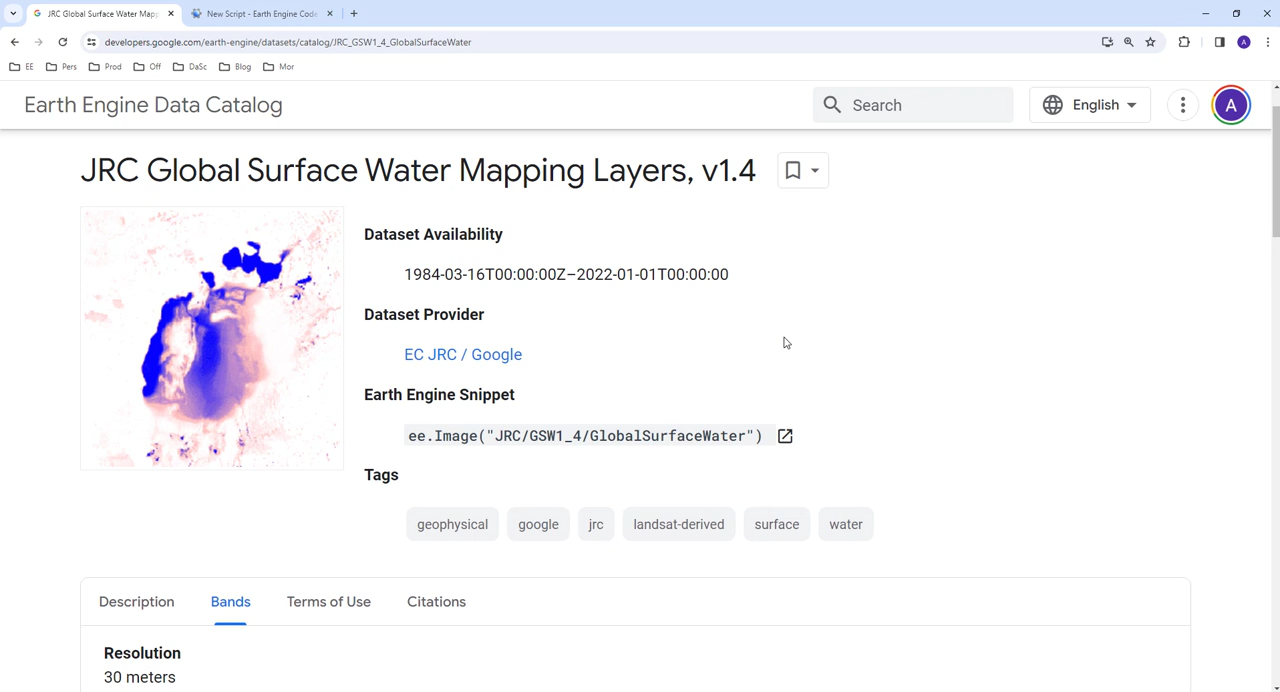 JRC Global Surface Water Mapp
New Script - Earth Engine Code
developers.google.com/earth-engine/datasets/catalog/JRC_GSW1_4_GlobalSurfaceWater
A
EE
Pers
Prod
Off
DaSc
Blog
Mor
Earth Engine Data Catalog
Search
English
A
JRC Global Surface Water Mapping Layers, v1.4
Dataset Availability
1984-03-16T00:00:00Z–2022-01-01T00:00:00
Dataset Provider
EC JRC / Google
Earth Engine Snippet
ee.Image("JRC/GSW1_4/GlobalSurfaceWater")
Tags
geophysical
google
jrc
landsat-derived
surface
water
Description
Bands
Terms of Use
Citations
Resolution
30 meters